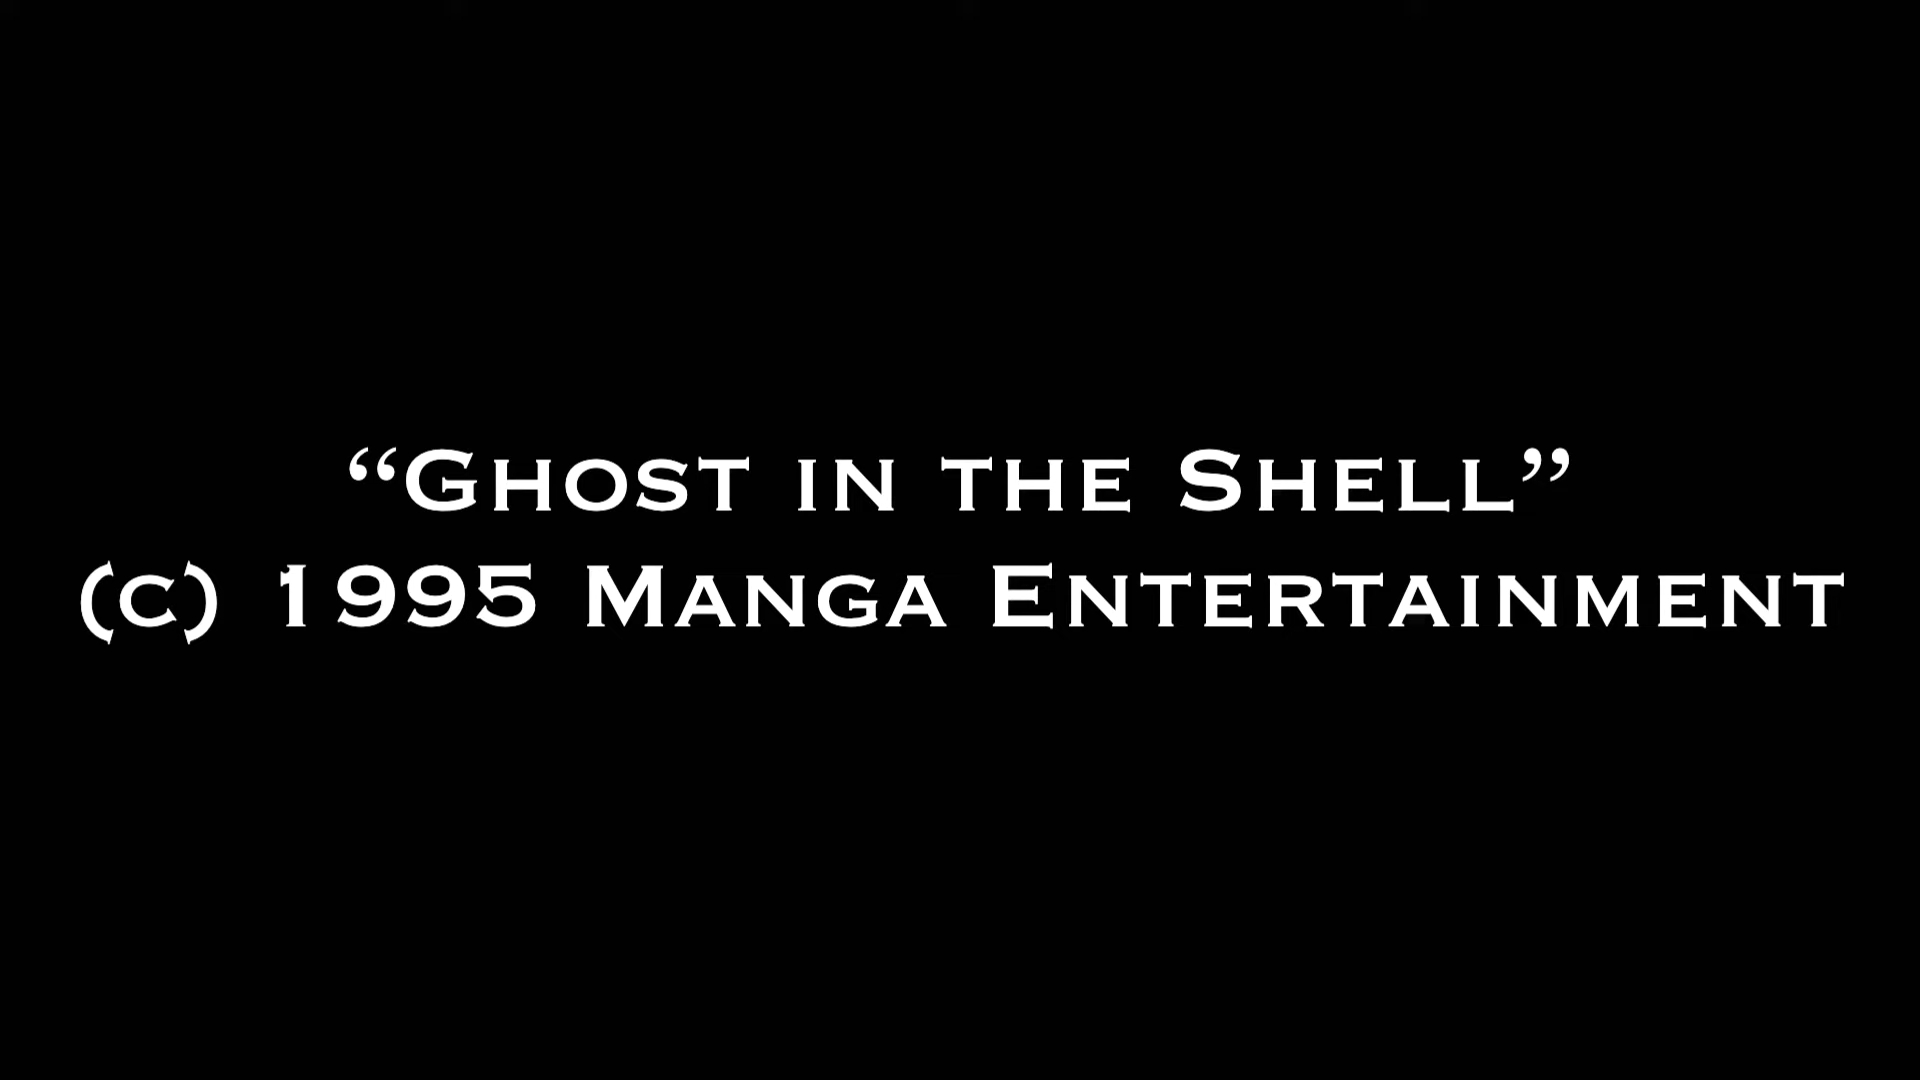 “Ghost in the Shell”
(c) 1995 Manga Entertainment